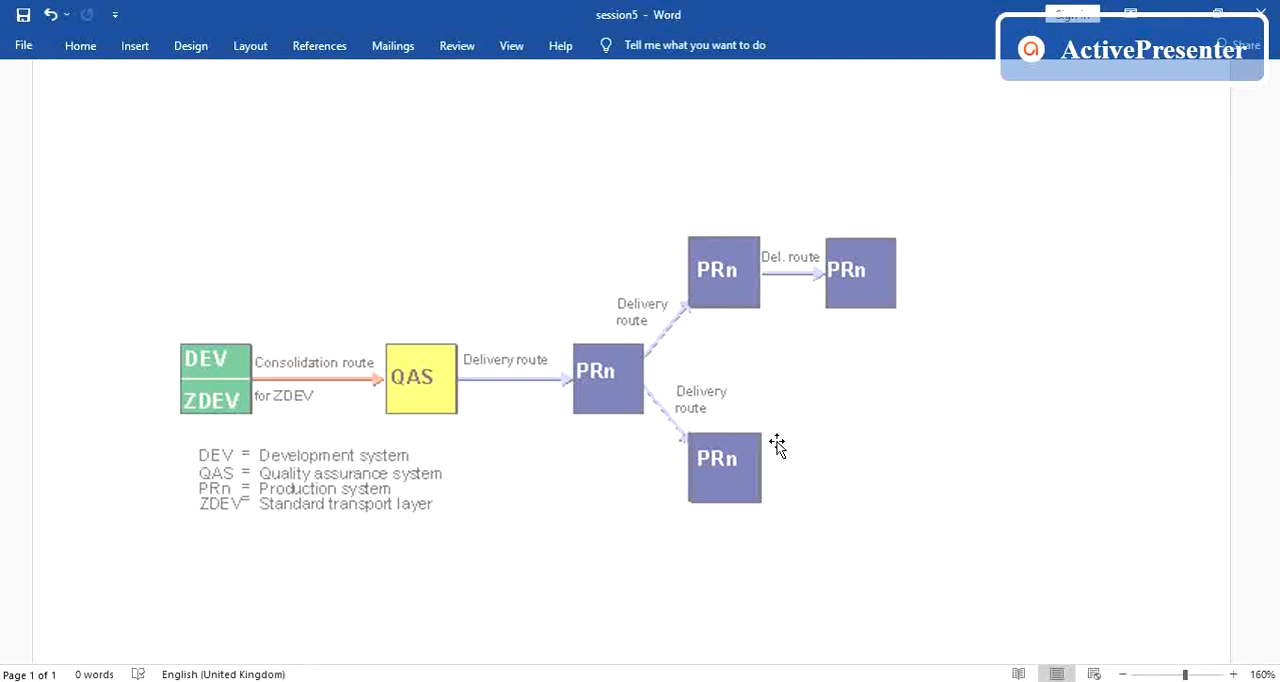 session5 - Word
Sign in
ActivePresenter
Share
File
Home
Insert
Design
Layout
References
Mailings
Review
View
Help
Tell me what you want to do
PRn
Del. route
PRn
Delivery
route
DEV
ZDEV
Consolidation route
for ZDEV
QAS
Delivery route
PRn
Delivery
route
PRn
DEV = Development system
QAS = Quality assurance system
PRn = Production system
ZDEV= Standard transport layer
Page 1 of 1
0 words
English (United Kingdom)
160%